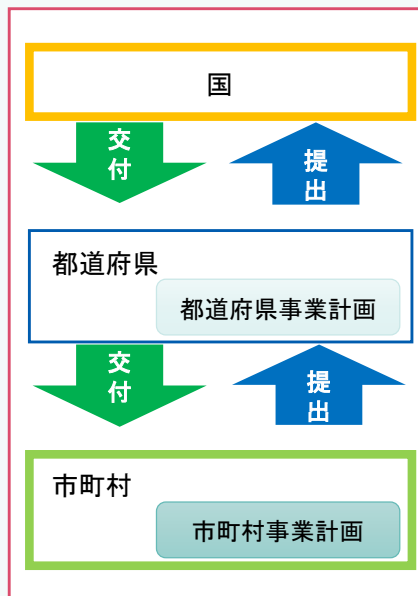 国
交付
提出
都道府県
都道府県事業計画
交付
提出
市町村
市町村事業計画